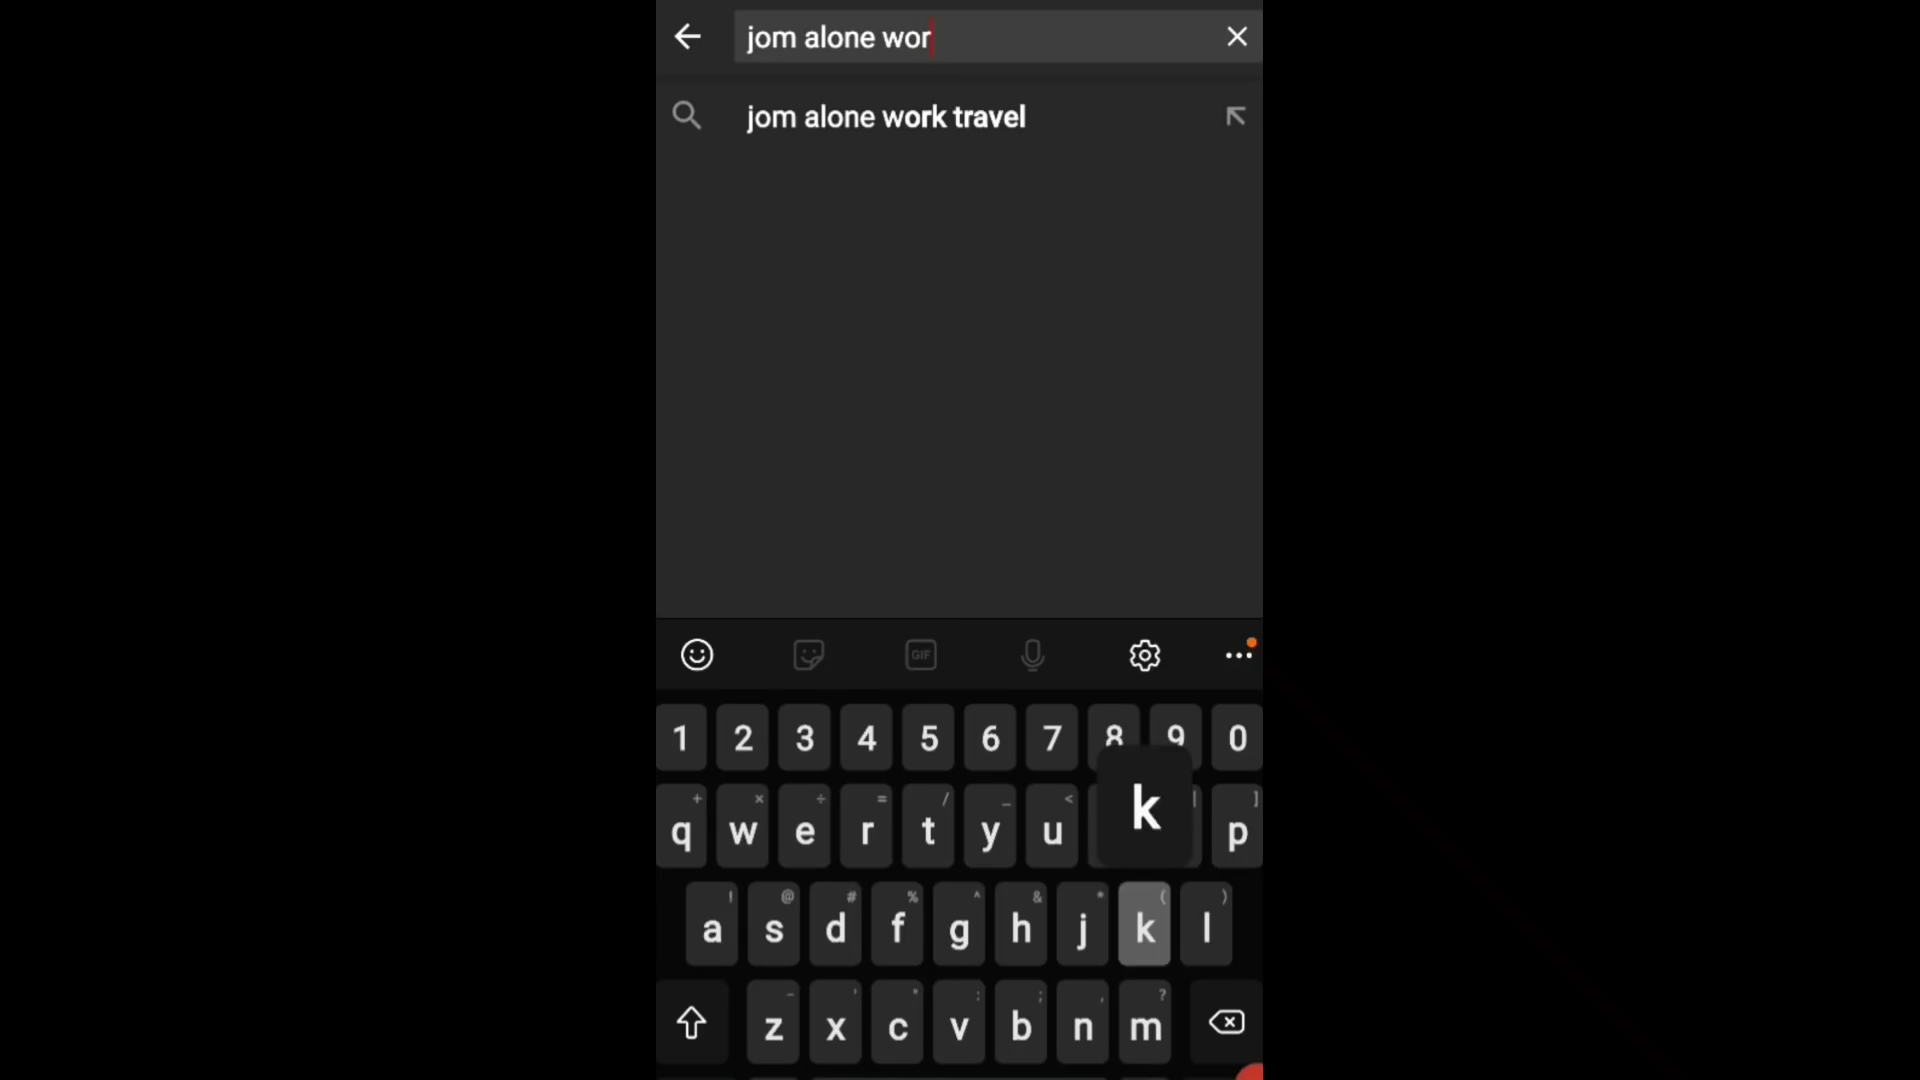 jom alone wor
jom alone work travel
GIF
1 2 3 4 5 6 7 8 9 0
+ × ÷ = / _ < ]
q w e r t y u k p
! @ # % ^ & * ( )
a s d f g h j k l
- ' " : ; , ?
z x c v b n m